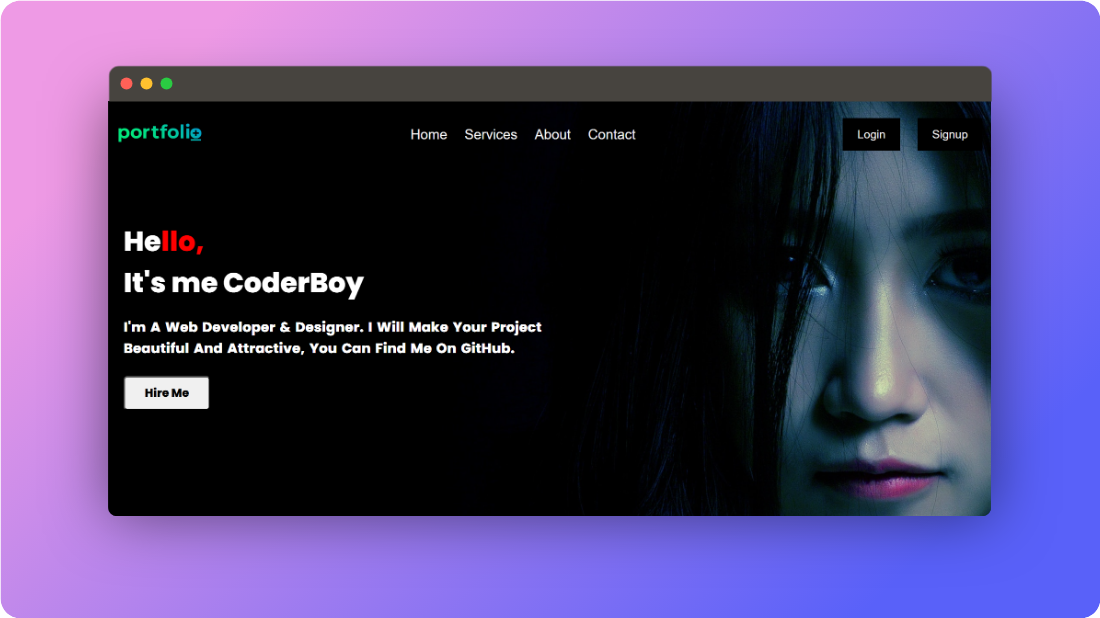 portfolio
Home Services About Contact
Login Signup
Hello,
It's me CoderBoy
I'm A Web Developer & Designer. I Will Make Your Project
Beautiful And Attractive, You Can Find Me On GitHub.
Hire Me